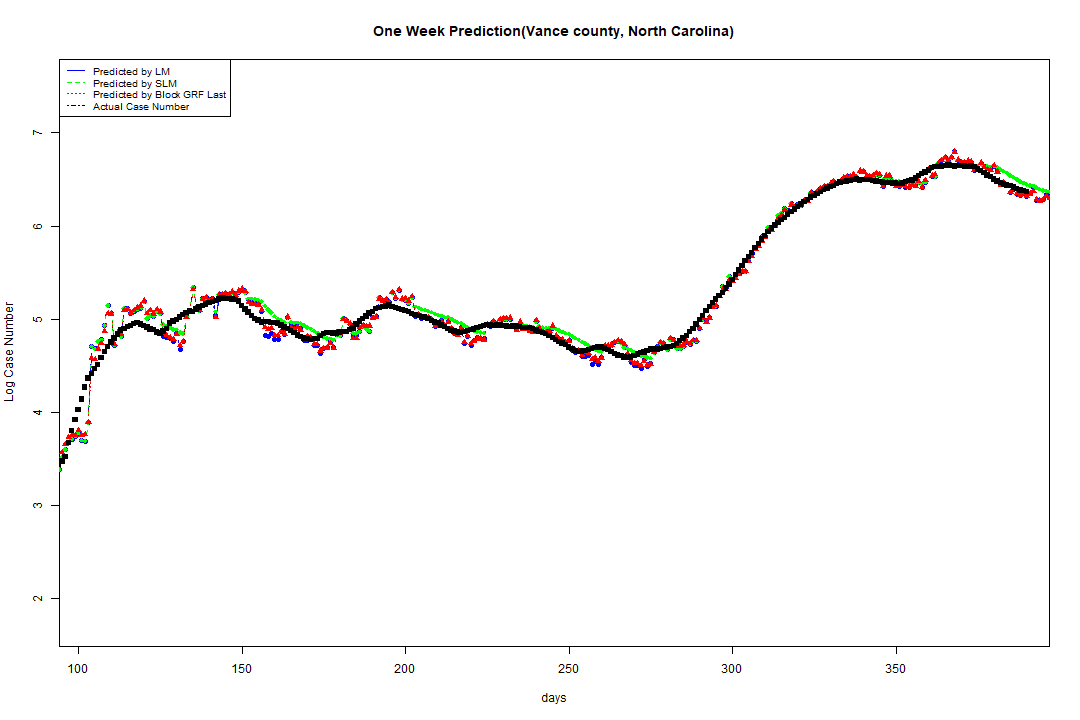 One Week Prediction(Vance county, North Carolina)
Predicted by LM
Predicted by SLM
Predicted by Block GRF Last
Actual Case Number
7
6
5
4
3
2
Log Case Number
100 150 200 250 300 350
days